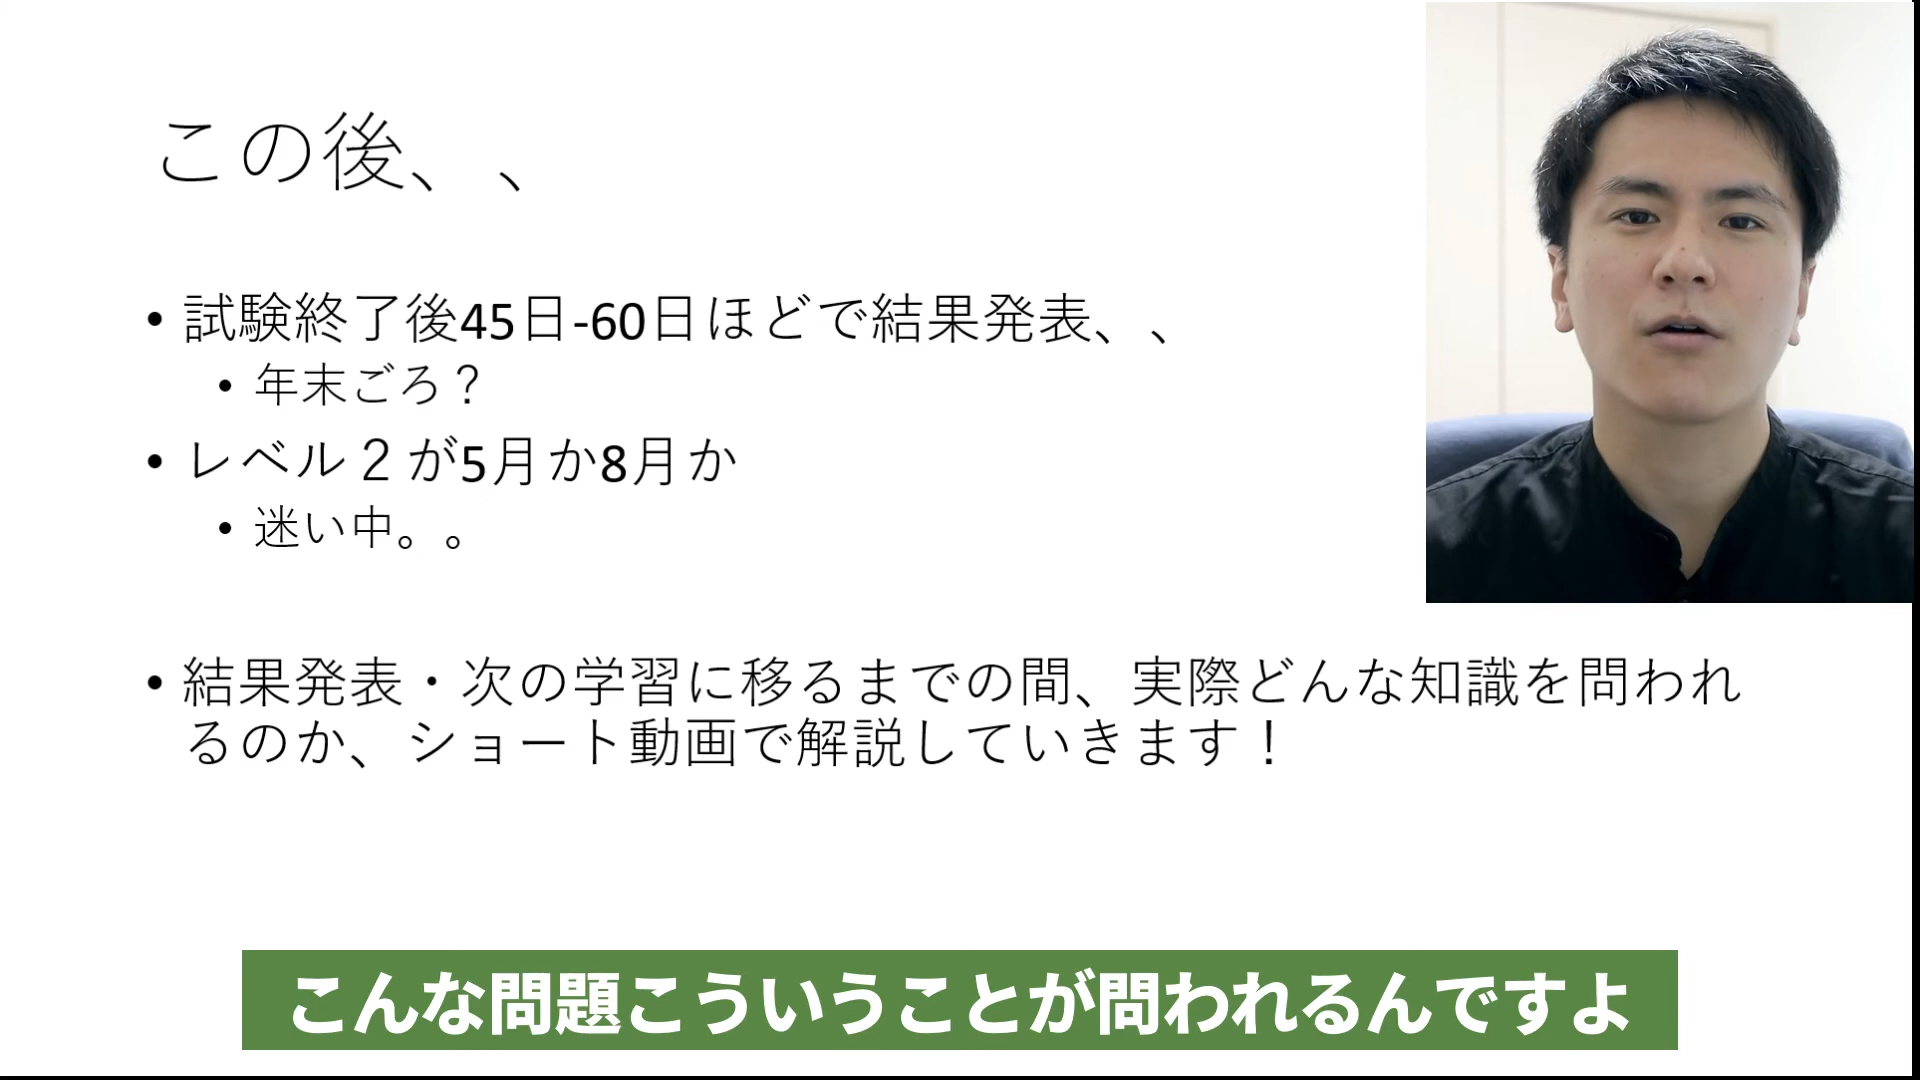 この後、、
• 試験終了後45日-60日ほどで結果発表、、
• 年末ごろ？
• レベル２が5月か8月か
• 迷い中。。
• 結果発表・次の学習に移るまでの間、実際どんな知識を問われ
るのか、ショート動画で解説していきます！
こんな問題こういうことが問われるんですよ